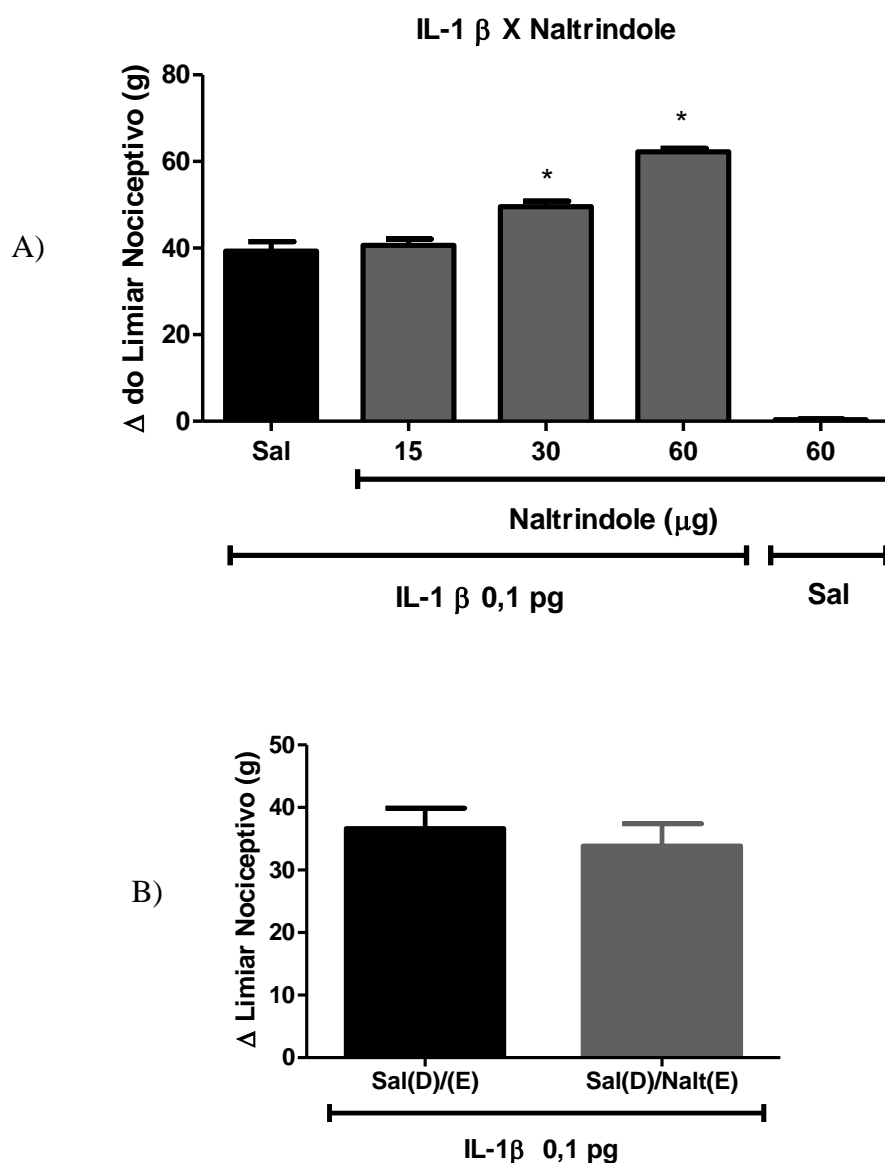 IL-1 β X Naltrindole
A)
Δ do Limiar Nociceptivo (g)
80
60
40
20
0
*
*
Sal 15 30 60 60
Naltrindole (μg)
IL-1 β 0,1 pg Sal
B)
Δ Limiar Nociceptivo (g)
50
40
30
20
10
0
Sal(D)/(E) Sal(D)/Nalt(E)
IL-1β 0,1 pg